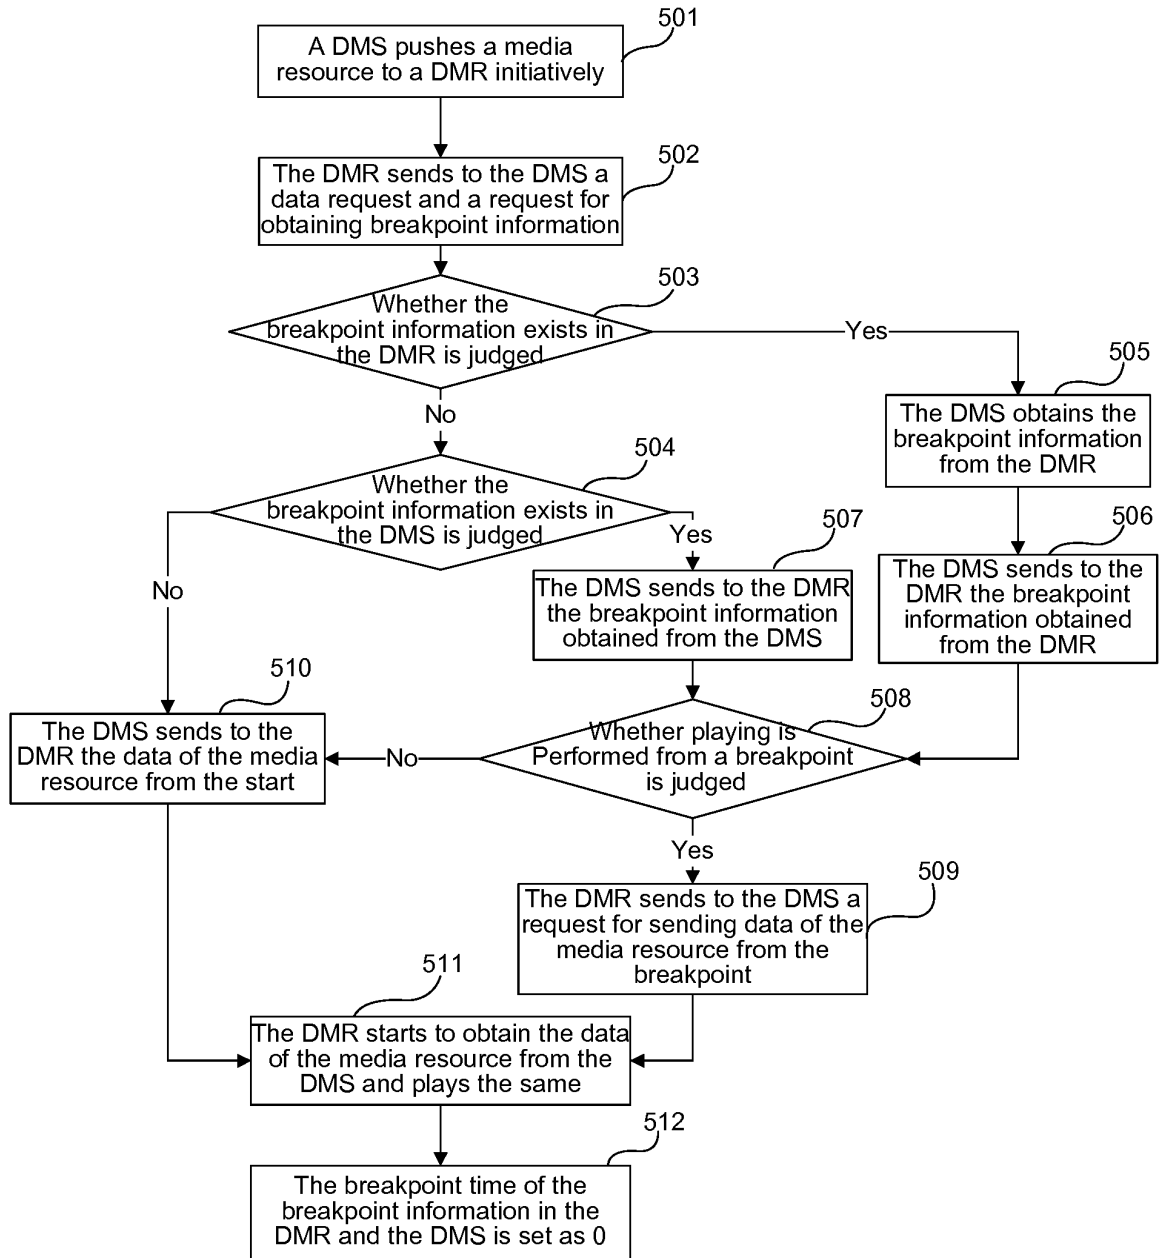 501
A DMS pushes a media
resource to a DMR initiatively
502
The DMR sends to the DMS a
data request and a request for
obtaining breakpoint information
503
Whether the
breakpoint information exists in
the DMR is judged
Yes
No
505
The DMS obtains the
breakpoint information
from the DMR
504
Whether the
breakpoint information exists in
the DMS is judged
Yes
No
507
The DMS sends to the DMR
the breakpoint information
obtained from the DMS
506
The DMS sends to the
DMR the breakpoint
information obtained
from the DMR
510
The DMS sends to the
DMR the data of the media
resource from the start
508
Whether playing is
Performed from a breakpoint
is judged
No
Yes
509
The DMR sends to the DMS a
request for sending data of the
media resource from the
breakpoint
511
The DMR starts to obtain the data
of the media resource from the
DMS and plays the same
512
The breakpoint time of the
breakpoint information in the
DMR and the DMS is set as 0